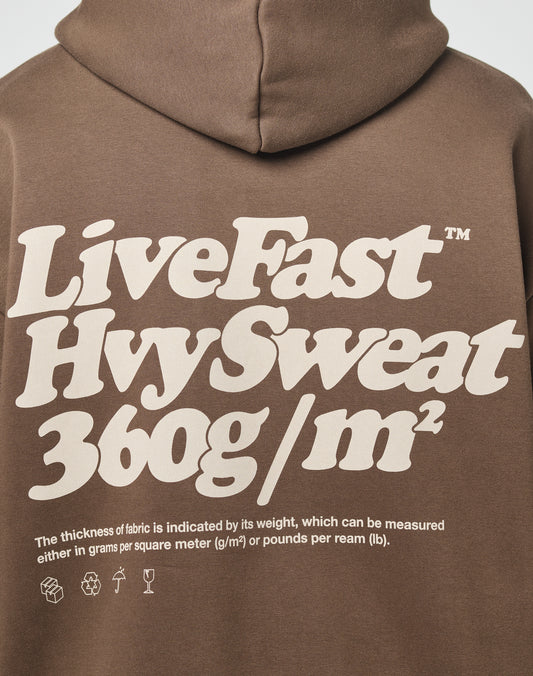 LiveFast™
HvySweat
360g/m²
The thickness of fabric is indicated by its weight, which can be measured
either in grams per square meter (g/m²) or pounds per ream (lb).